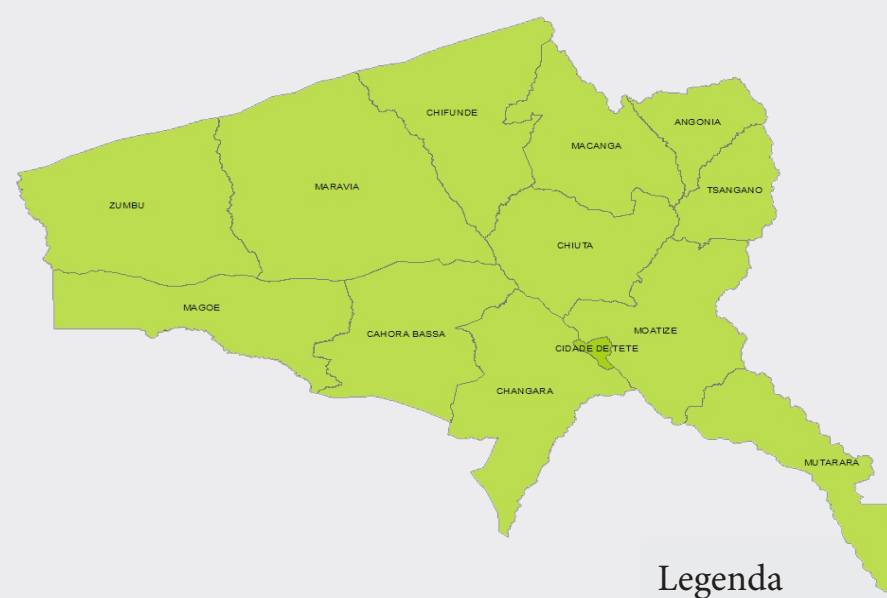 CHIFUNDE
ANGONIA
MACANGA
MARAVIA
TSANGANO
ZUMBU
CHIUTA
MAGOE
MOATIZE
CAHORA BASSA
CIDADE DE TETE
CHANGARA
MUTARARA
Legenda